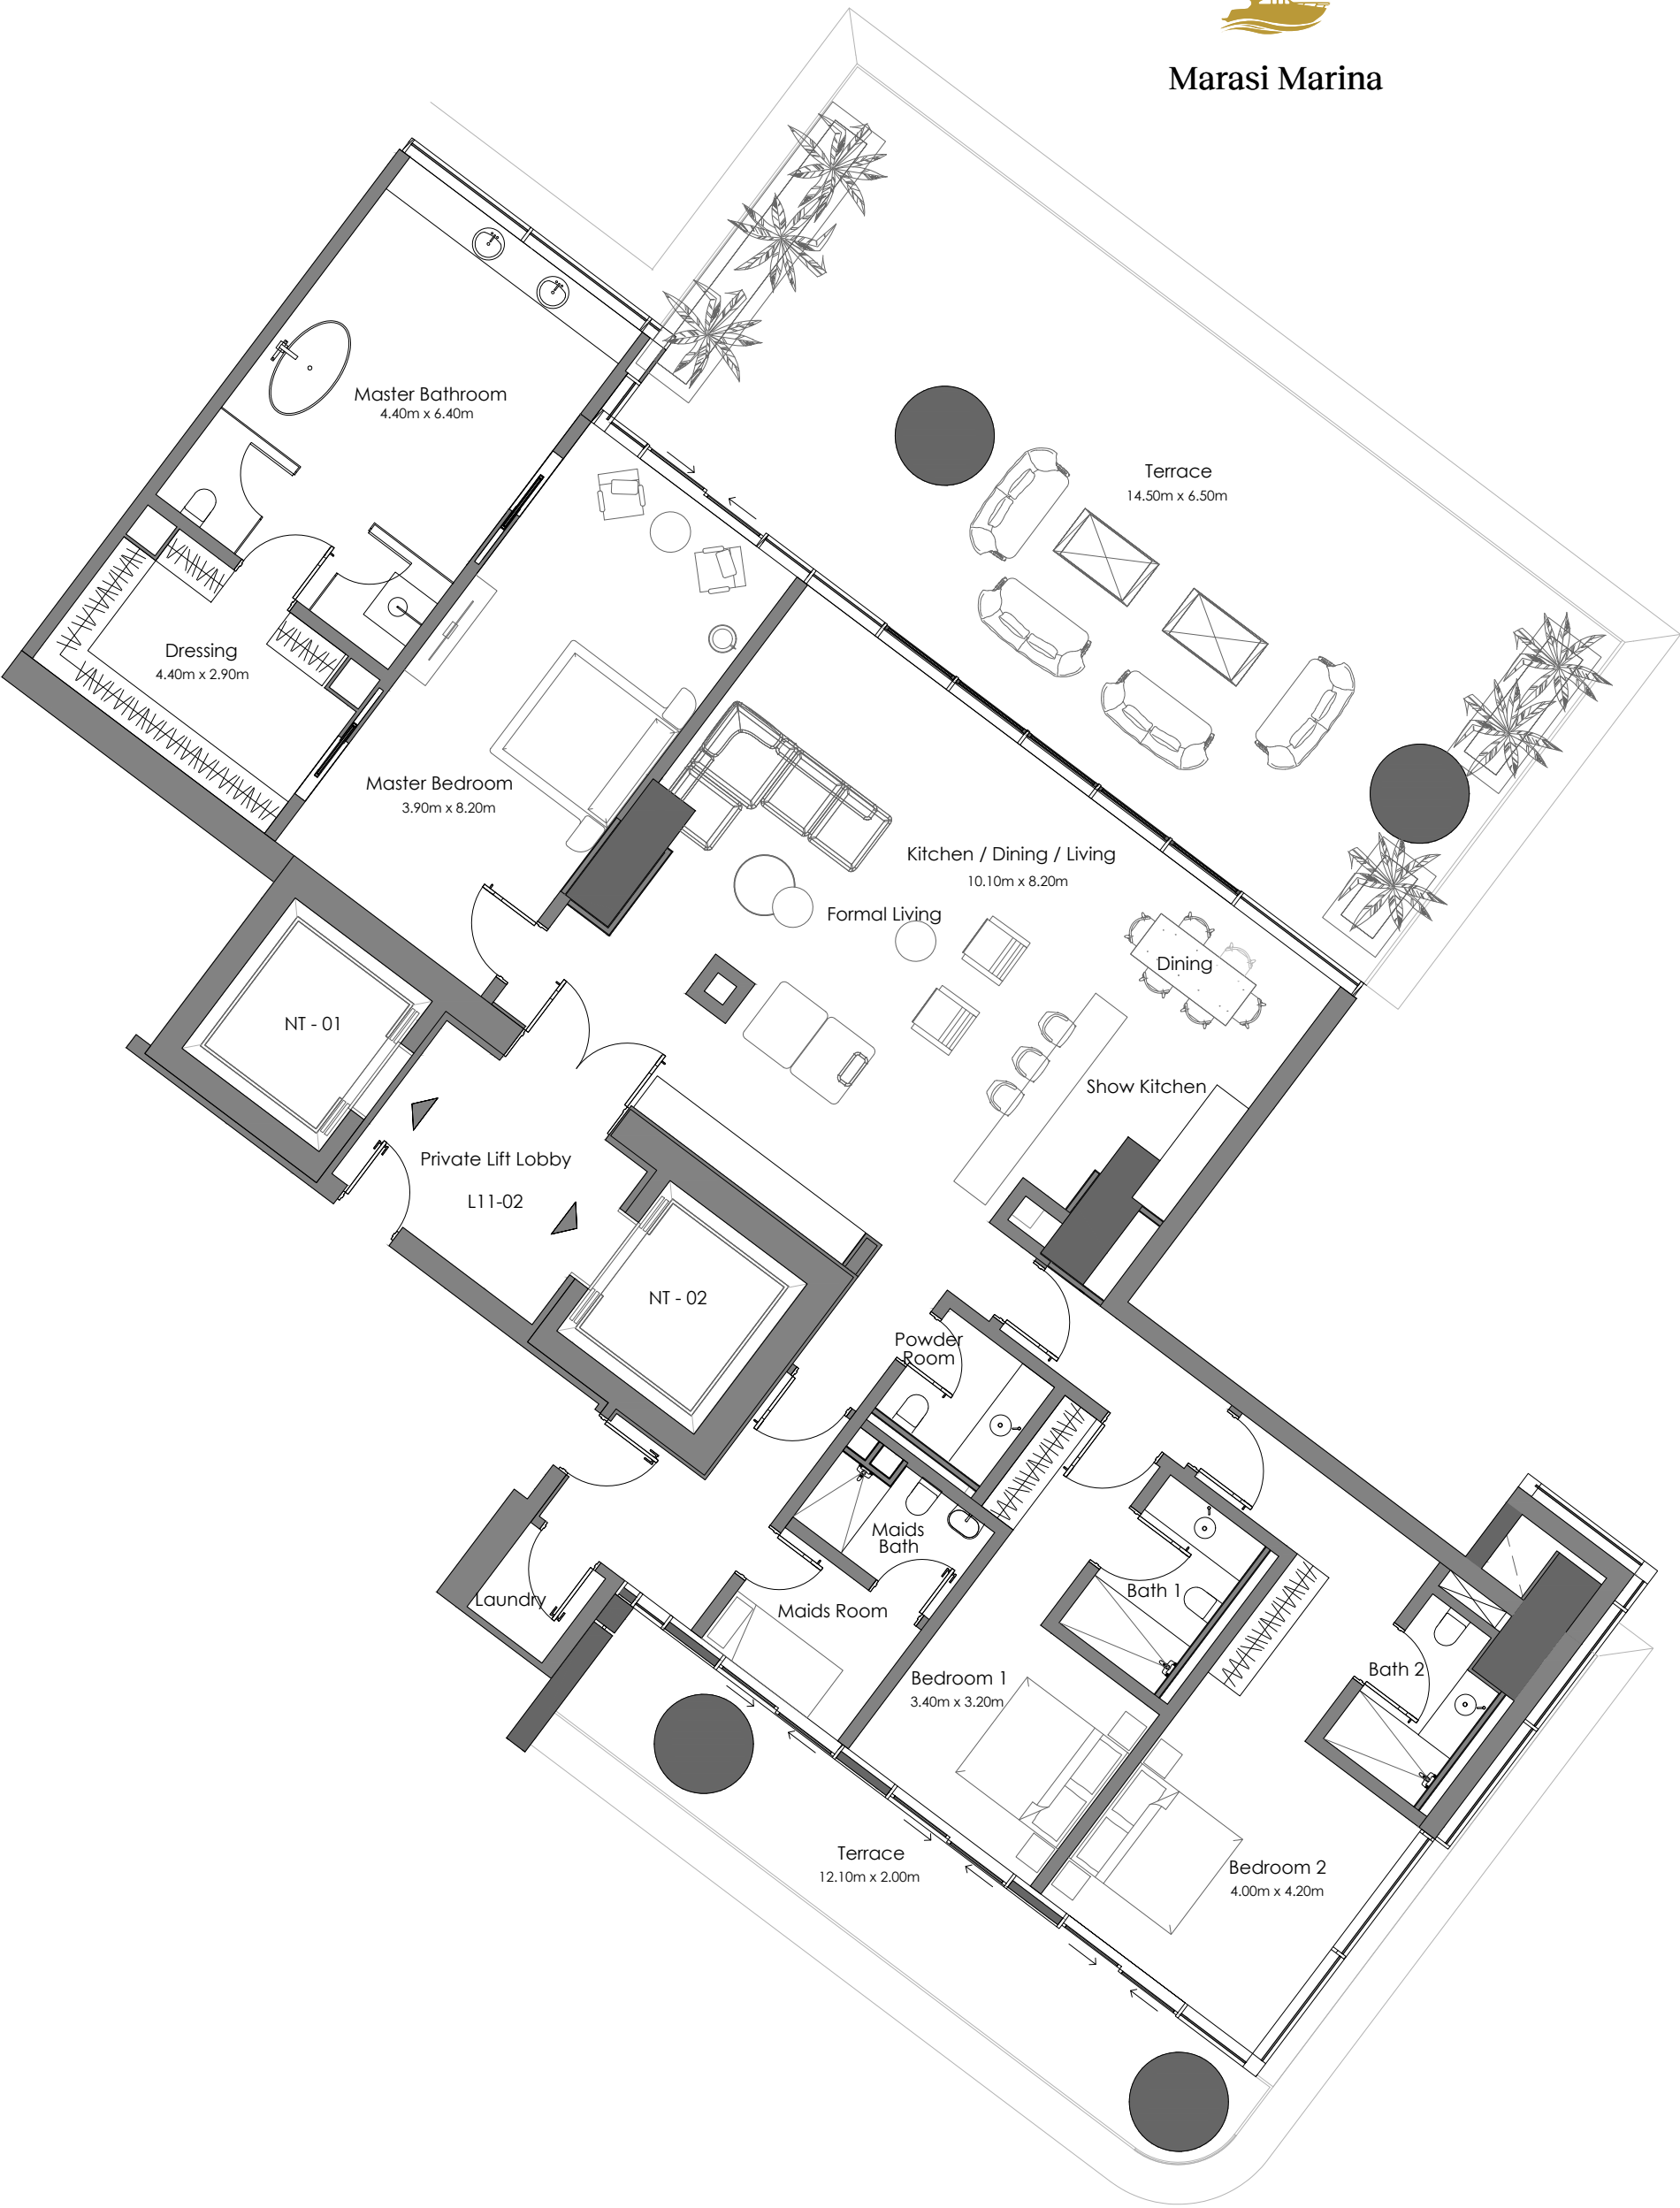 Marasi Marina
Master Bathroom
4.40m x 6.40m
Terrace
14.50m x 6.50m
Dressing
4.40m x 2.90m
Master Bedroom
3.90m x 8.20m
Kitchen / Dining / Living
10.10m x 8.20m
Formal Living
Dining
NT - 01
Show Kitchen
Private Lift Lobby
L11-02
NT - 02
Powder
Room
Maids
Bath
Bath 1
Laundry
Maids Room
Bedroom 1
3.40m x 3.20m
Bath 2
Terrace
12.10m x 2.00m
Bedroom 2
4.00m x 4.20m